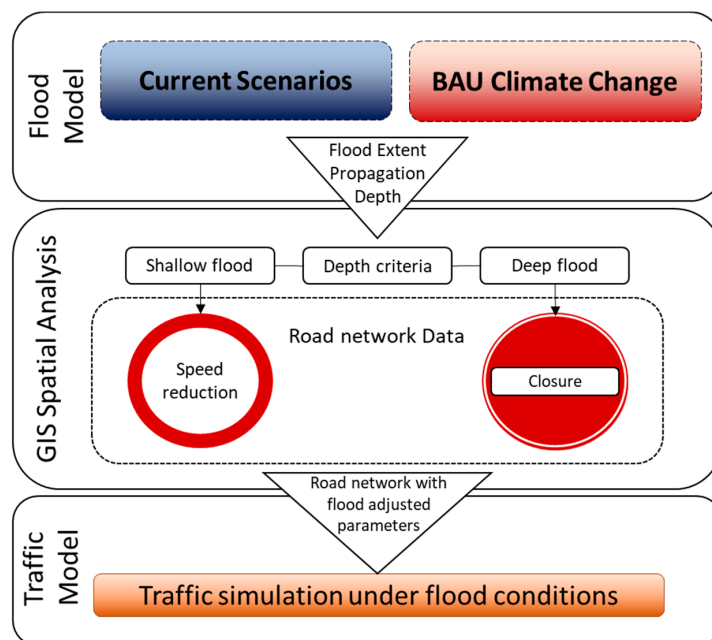 Flood
Model
Current Scenarios
BAU Climate Change
Flood Extent
Propagation
Depth
GIS Spatial Analysis
Shallow flood
Depth criteria
Deep flood
Road network Data
Speed
reduction
Closure
Road network with
flood adjusted
parameters
Traffic
Model
Traffic simulation under flood conditions